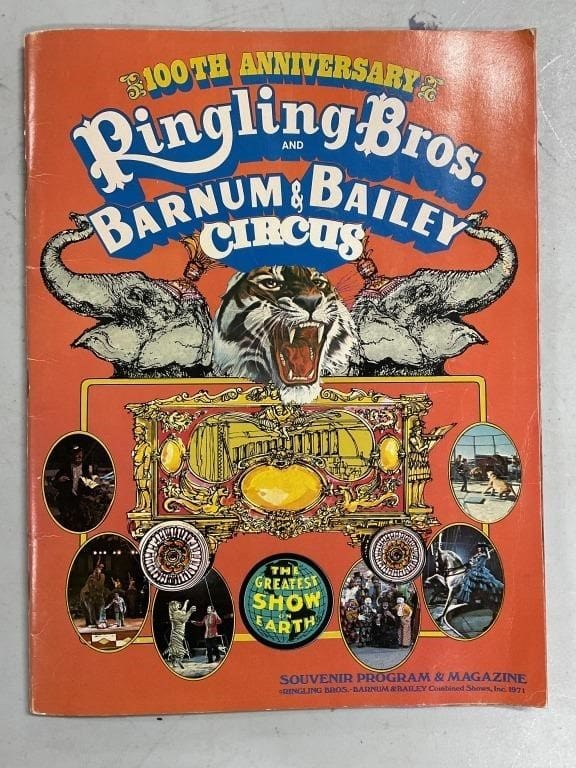 100TH ANNIVERSARY
Ringling Bros.
AND
BARNUM & BAILEY
CIRCUS
THE
GREATEST
SHOW
ON
EARTH
SOUVENIR PROGRAM & MAGAZINE
©RINGLING BROS.-BARNUM & BAILEY Combined Shows, Inc. 1971